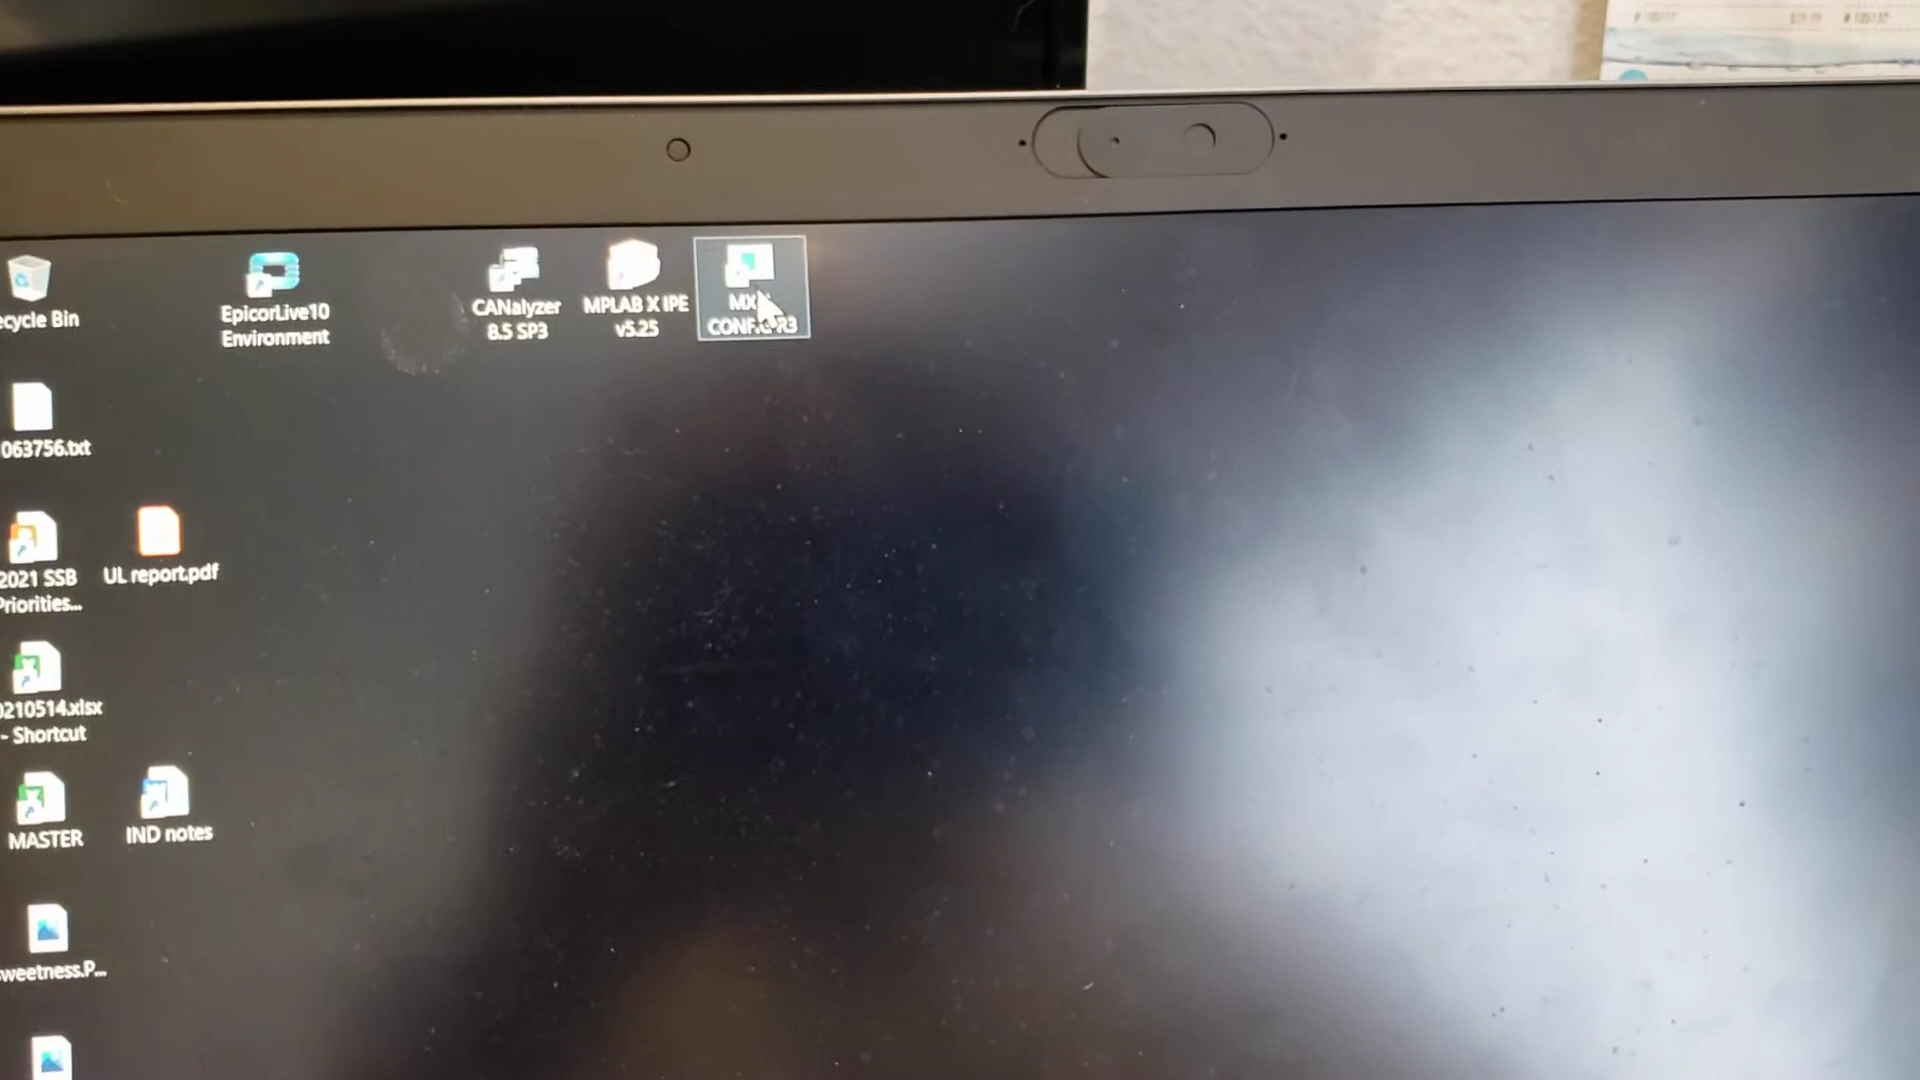 ecycle Bin
EpicorLive10
Environment
CANalyzer
8.5 SP3
MPLAB X IPE
v5.25
063756.txt
2021 SSB
Priorities...
UL report.pdf
0210514.xlsx
- Shortcut
MASTER
IND notes
weetness.P...